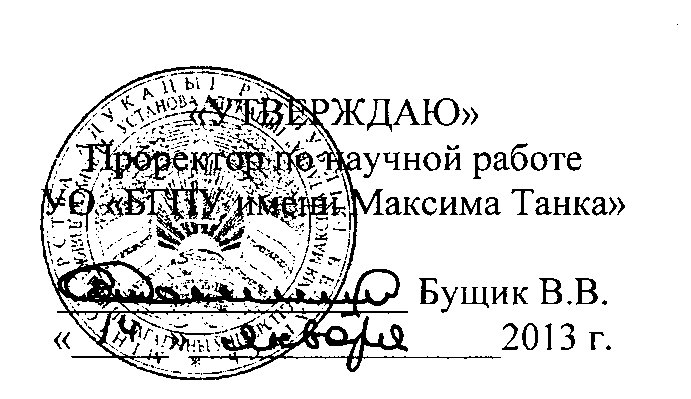 «УТВЕРЖДАЮ»
Проректор по научной работе
УО «БГПУ имени Максима Танка»
Бущик В.В.
«14» января 2013 г.